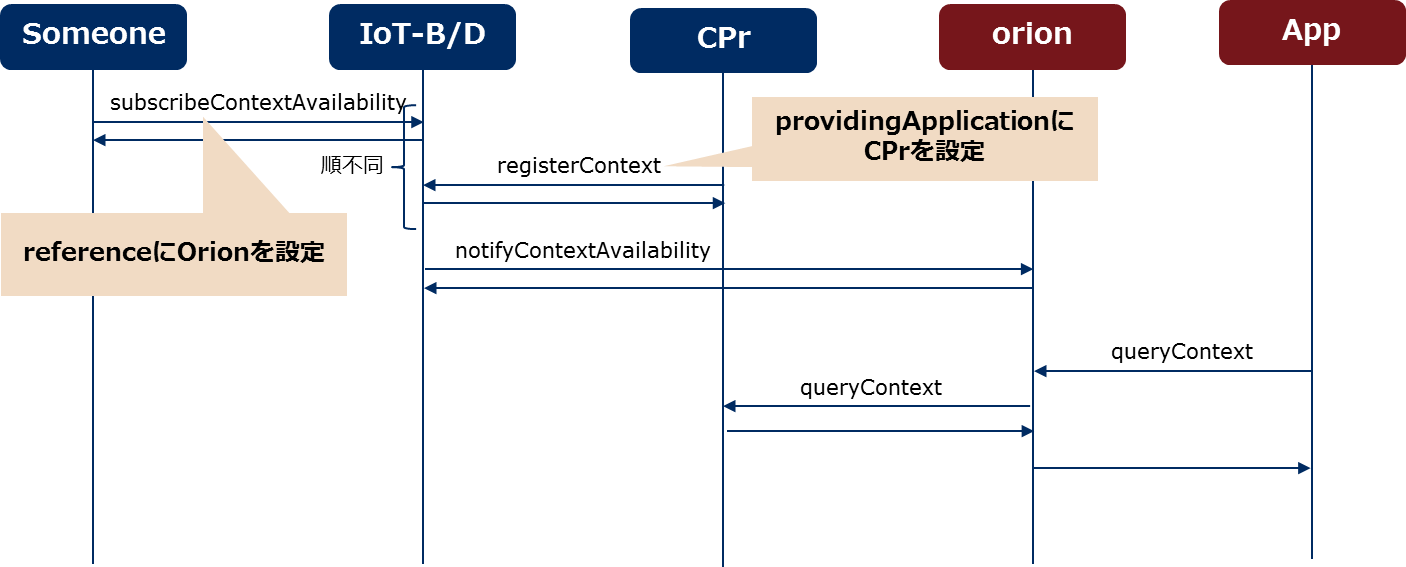 Someone
IoT-B/D
CPr
orion
App
subscribeContextAvailability
providingApplicationに
CPrを設定
順不同
registerContext
referenceにOrionを設定
notifyContextAvailability
queryContext
queryContext